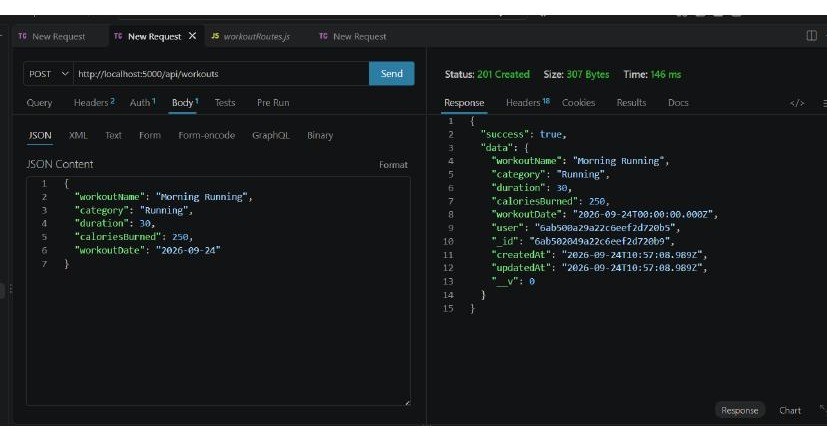 TC New Request
TC New Request
JS workoutRoutes.js
TC New Request
POST http://localhost:5000/api/workouts Send
Query Headers 2 Auth 1 Body 1 Tests Pre Run
JSON XML Text Form Form-encode GraphQL Binary
JSON Content Format
1 {
2 "workoutName": "Morning Running",
3 "category": "Running",
4 "duration": 30,
5 "caloriesBurned": 250,
6 "workoutDate": "2026-09-24"
7 }
Status: 201 Created Size: 307 Bytes Time: 146 ms
Response Headers 18 Cookies Results Docs </>
1 {
2 "success": true,
3 "data": {
4 "workoutName": "Morning Running",
5 "category": "Running",
6 "duration": 30,
7 "caloriesBurned": 250,
8 "workoutDate": "2026-09-24T00:00:00.000Z",
9 "user": "6ab500a29a22c6eef2d720b5",
10 "_id": "6ab502049a22c6eef2d720b9",
11 "createdAt": "2026-09-24T10:57:08.989Z",
12 "updatedAt": "2026-09-24T10:57:08.989Z",
13 "__v": 0
14 }
15 }
Response Chart